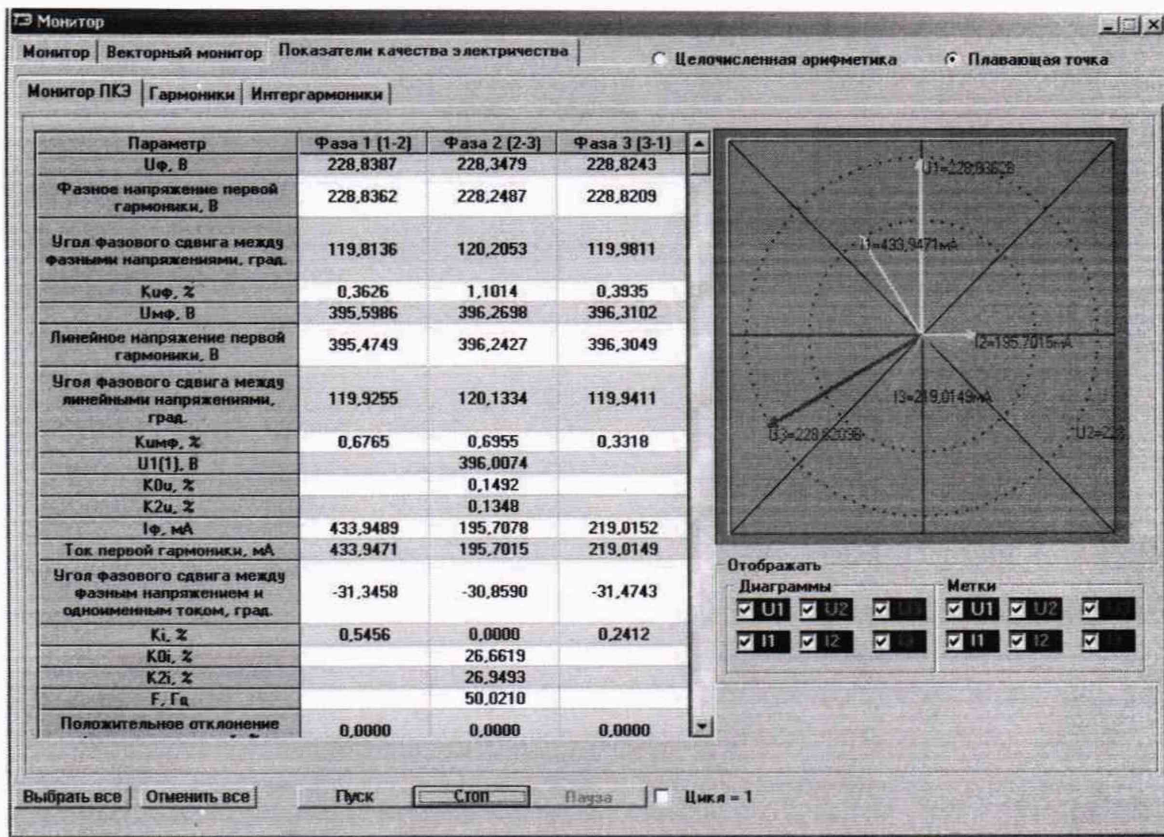 ТЭ Монитор
Монитор Векторный монитор Показатели качества электричества Целочисленная арифметика Плавающая точка
Монитор ПКЭ Гармоники Интергармоники
Параметр Фаза 1 (1-2) Фаза 2 (2-3) Фаза 3 (3-1)
Uф, В 228,8387 228,3479 228,8243
Фазное напряжение первой
гармоники, В 228,8362 228,2487 228,8209
Угол фазового сдвига между
фазными напряжениями, град. 119,8136 120,2053 119,9811
Kuф, % 0,3626 1,1014 0,3935
Uмф, В 395,5986 396,2698 396,3102
Линейное напряжение первой
гармоники, В 395,4749 396,2427 396,3049
Угол фазового сдвига между
линейными напряжениями,
град. 119,9255 120,1334 119,9411
Kuмф, % 0,6765 0,6955 0,3318
U1(1), В 396,0074
K0u, % 0,1492
K2u, % 0,1348
Iф, мА 433,9489 195,7078 219,0152
Ток первой гармоники, мА 433,9471 195,7015 219,0149
Угол фазового сдвига между
фазным напряжением и
одноименным током, град. -31,3458 -30,8590 -31,4743
Ki, % 0,5456 0,0000 0,2412
K0i, % 26,6619
K2i, % 26,9493
F, Гц 50,0210
Положительное отклонение
0,0000 0,0000 0,0000
U1=228,8362В
I1=433,9471мА
I2=195,7015мА
I3=219,0149мА
U3=228,8209В
U2=228
Отображать
Диаграммы Метки
U1 U2 U1 U2
I1 I2 I1 I2
Выбрать все Отменить все Пуск Стоп Пауза Цикл = 1